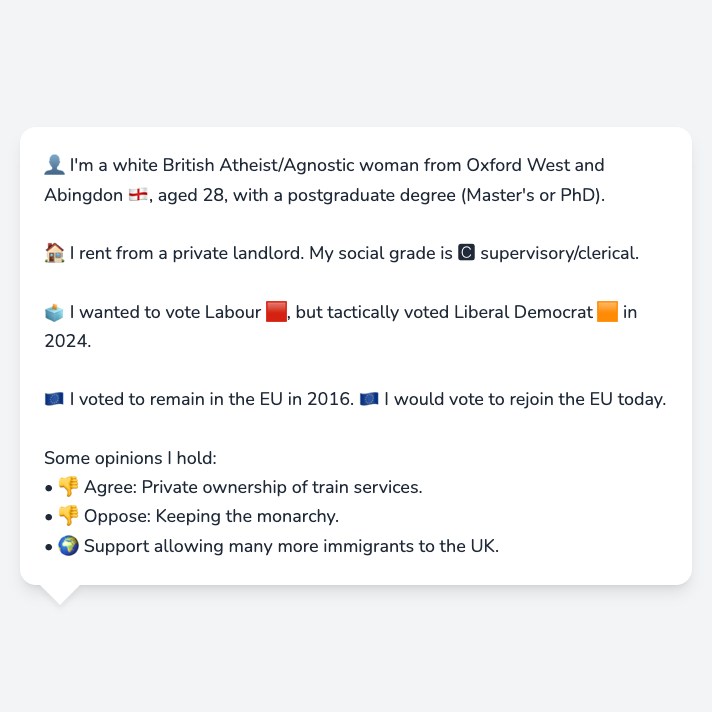 👤 I'm a white British Atheist/Agnostic woman from Oxford West and
Abingdon 🏴󠁧󠁢󠁥󠁮󠁧󠁿, aged 28, with a postgraduate degree (Master's or PhD).
🏠 I rent from a private landlord. My social grade is 🅲 supervisory/clerical.
🗳️ I wanted to vote Labour 🟥, but tactically voted Liberal Democrat 🟧 in
2024.
🇪🇺 I voted to remain in the EU in 2016. 🇪🇺 I would vote to rejoin the EU today.
Some opinions I hold:
• 👎 Agree: Private ownership of train services.
• 👎 Oppose: Keeping the monarchy.
• 🌍 Support allowing many more immigrants to the UK.